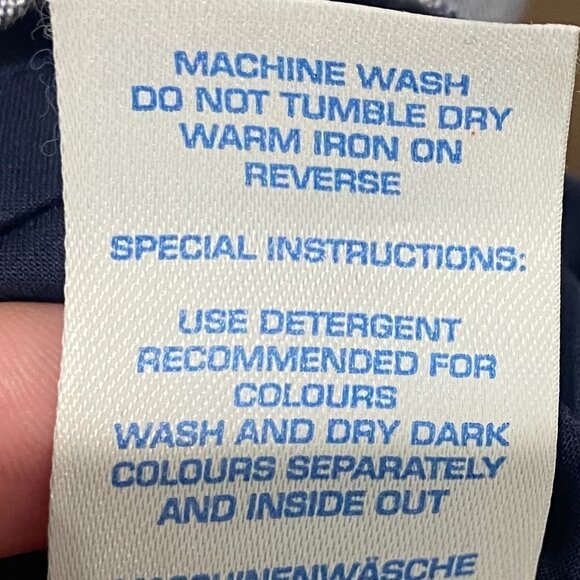 MACHINE WASH
DO NOT TUMBLE DRY
WARM IRON ON
REVERSE
SPECIAL INSTRUCTIONS:
USE DETERGENT
RECOMMENDED FOR
COLOURS
WASH AND DRY DARK
COLOURS SEPARATELY
AND INSIDE OUT